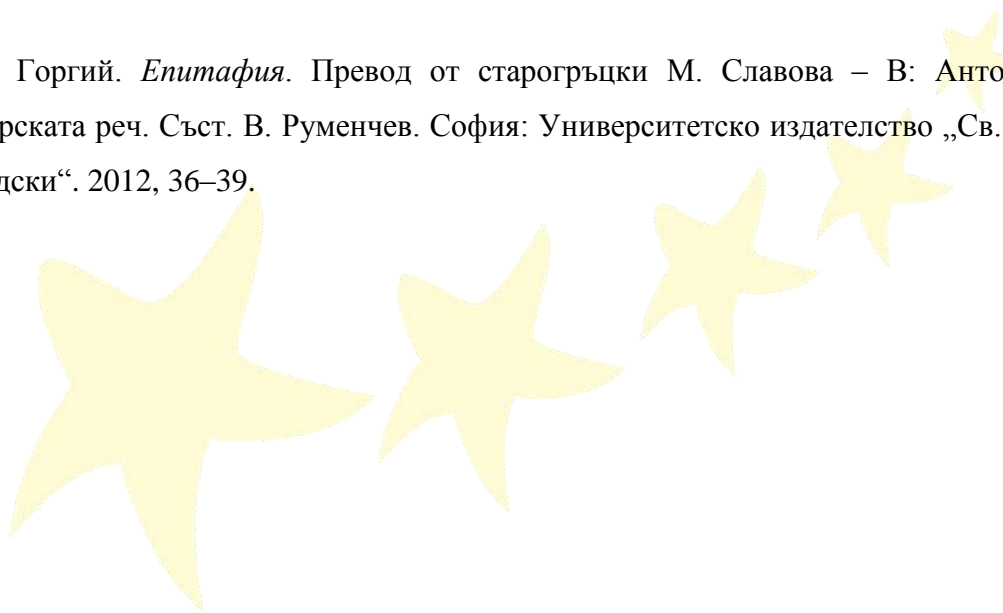 Горгий. Епитафия. Превод от старогръцки М. Славова – В: Анто
рската реч. Съст. В. Руменчев. София: Университетско издателство „Св.
дски“. 2012, 36–39.